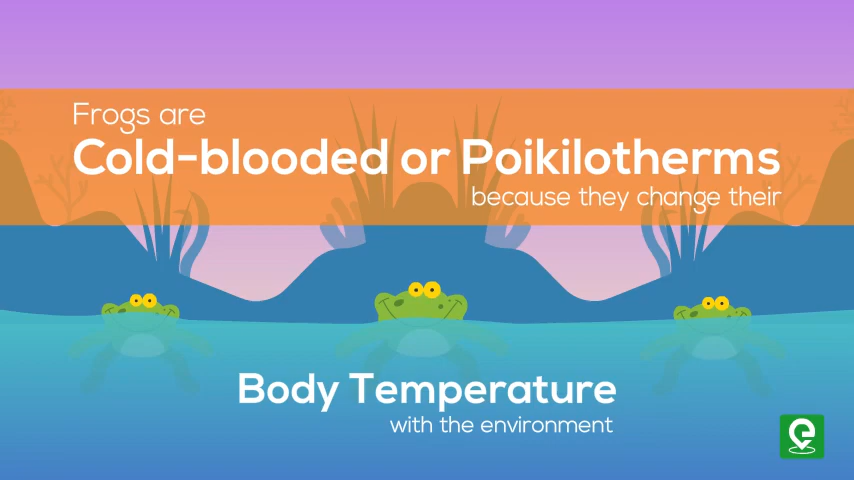 Frogs are
Cold-blooded or Poikilotherms
because they change their
Body Temperature
with the environment